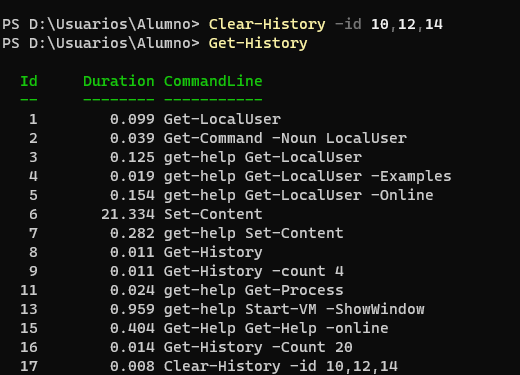 PS D:\Usuarios\Alumno> Clear-History -id 10,12,14
PS D:\Usuarios\Alumno> Get-History
  Id     Duration CommandLine
  --     -------- -----------
   1        0.099 Get-LocalUser
   2        0.039 Get-Command -Noun LocalUser
   3        0.125 get-help Get-LocalUser
   4        0.019 get-help Get-LocalUser -Examples
   5        0.154 get-help Get-LocalUser -Online
   6       21.334 Set-Content
   7        0.282 get-help Set-Content
   8        0.011 Get-History
   9        0.011 Get-History -count 4
  11        0.024 get-help Get-Process
  13        0.959 get-help Start-VM -ShowWindow
  15        0.404 Get-Help Get-Help -online
  16        0.014 Get-History -Count 20
  17        0.008 Clear-History -id 10,12,14